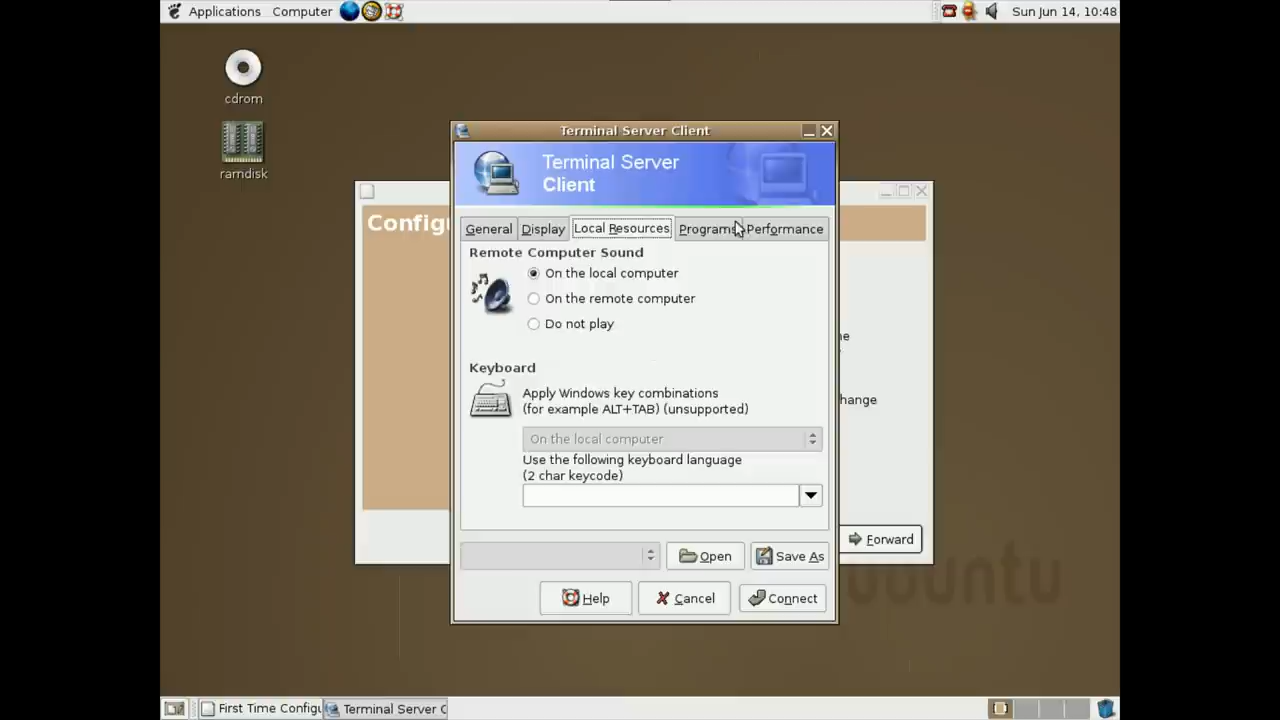 Applications Computer Sun Jun 14, 10:48
cdrom
ramdisk
Terminal Server Client
Terminal Server
Client
Configu
General Display Local Resources Programs Performance
Remote Computer Sound
On the local computer
On the remote computer
Do not play
me
Keyboard
Apply Windows key combinations
(for example ALT+TAB) (unsupported)
hange
On the local computer
Use the following keyboard language
(2 char keycode)
Forward
Open Save As
Help Cancel Connect
ubuntu
First Time Configu Terminal Server C